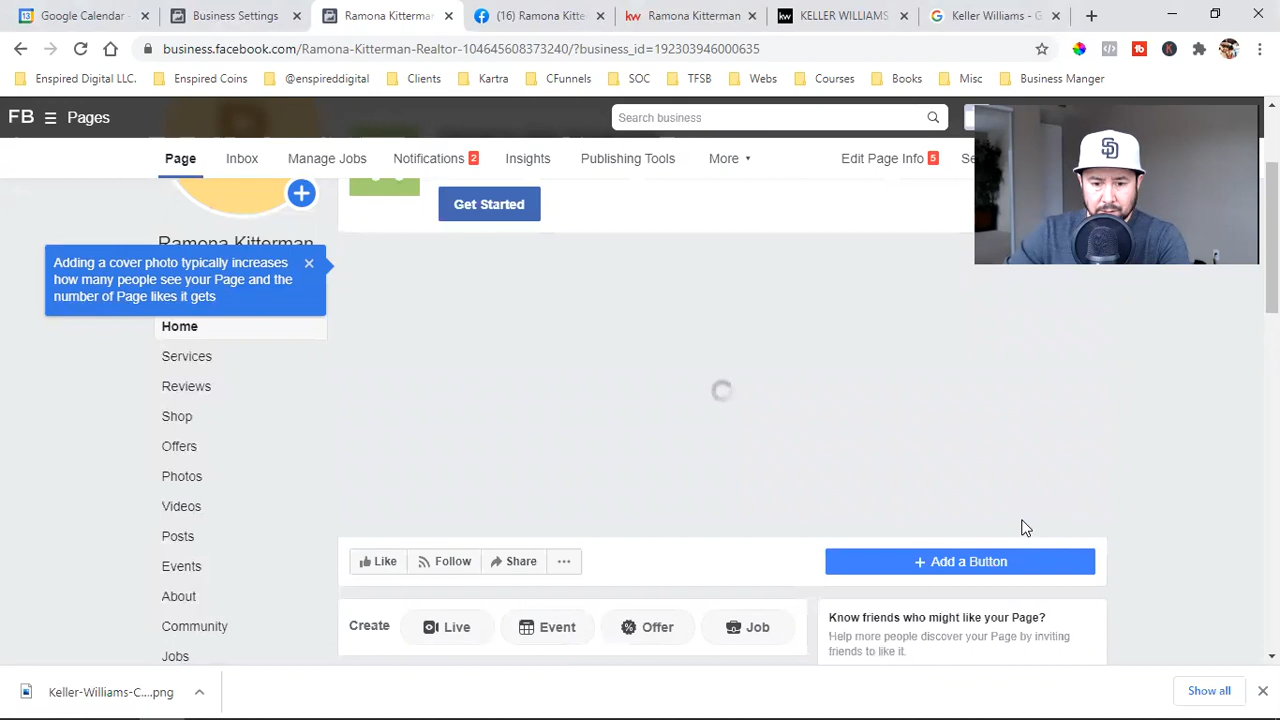 Google Calendar -
Business Settings
Ramona Kitterman
(16) Ramona Kitte
Ramona Kitterman
KELLER WILLIAMS
Keller Williams - G
business.facebook.com/Ramona-Kitterman-Realtor-104645608373240/?business_id=192303946000635
Enspired Digital LLC.
Enspired Coins
@enspireddigital
Clients
Kartra
CFunnels
SOC
TFSB
Webs
Courses
Books
Misc
Business Manger
FB
Pages
Search business
Page
Inbox
Manage Jobs
Notifications 2
Insights
Publishing Tools
More
Edit Page Info 5
Se
Get Started
Ramona Kitterman
Adding a cover photo typically increases
how many people see your Page and the
number of Page likes it gets
Home
Services
Reviews
Shop
Offers
Photos
Videos
Posts
Events
About
Community
Jobs
Like
Follow
Share
...
+ Add a Button
Create
Live
Event
Offer
Job
Know friends who might like your Page?
Help more people discover your Page by inviting
friends to like it.
Keller-Williams-C....png
Show all